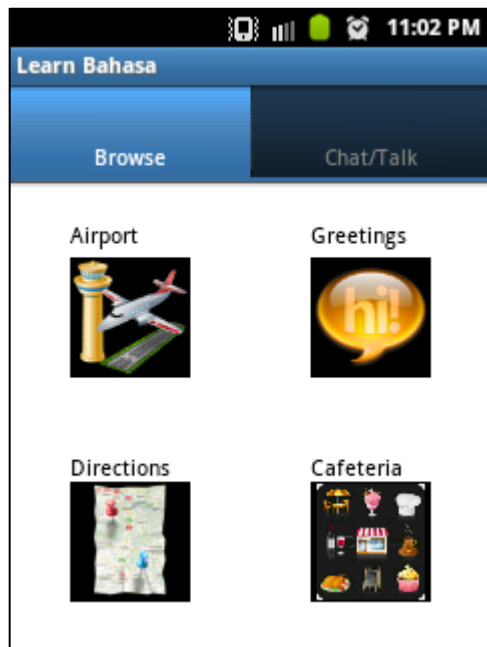 11:02 PM
Learn Bahasa
Browse Chat/Talk
Airport Greetings
hi!
Directions Cafeteria